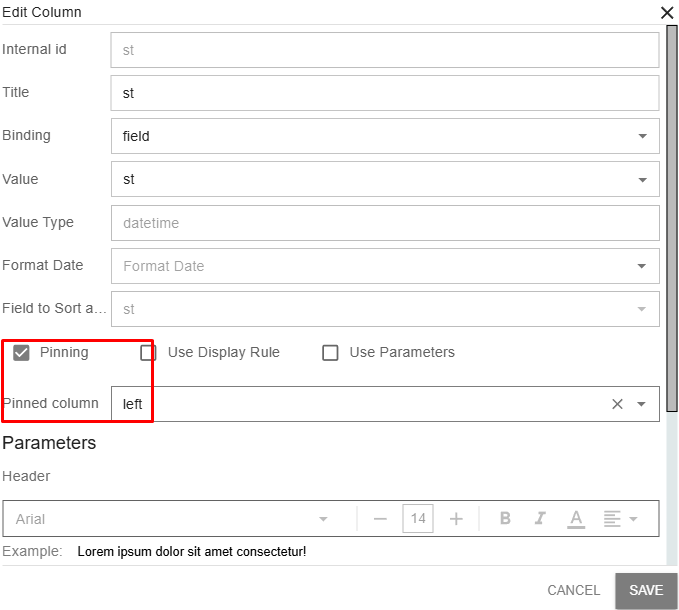 Edit Column
Internal id st
Title st
Binding field
Value st
Value Type datetime
Format Date Format Date
Field to Sort a... st
Pinning Use Display Rule Use Parameters
Pinned column left
Parameters
Header
Arial 14 B I A
Example: Lorem ipsum dolor sit amet consectetur!
CANCEL SAVE